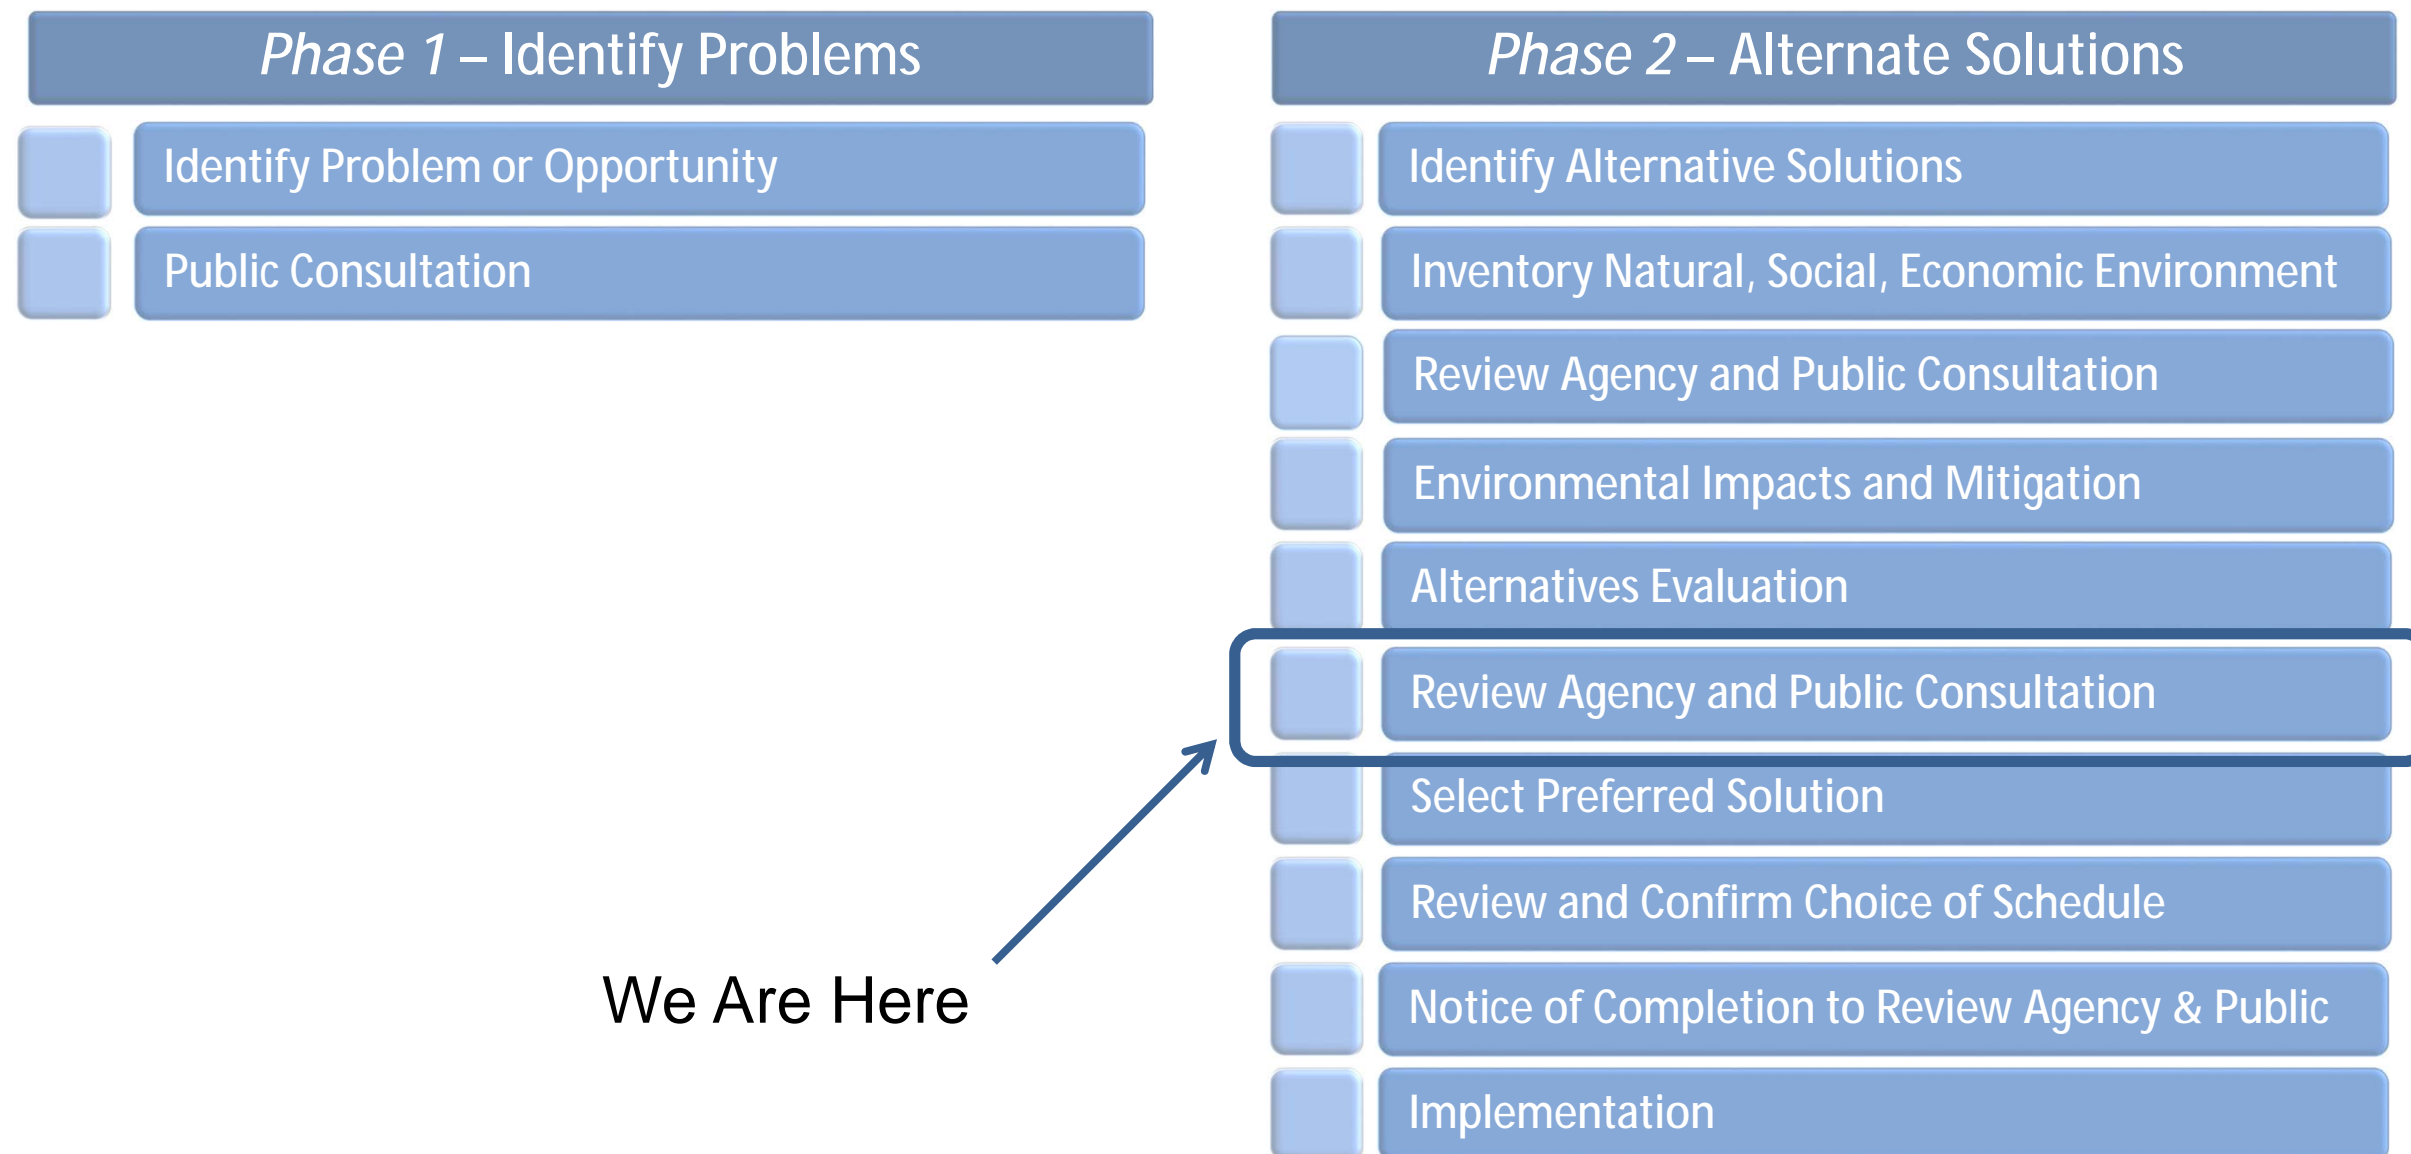 Phase 1 – Identify Problems
Identify Problem or Opportunity
Public Consultation
Phase 2 – Alternate Solutions
Identify Alternative Solutions
Inventory Natural, Social, Economic Environment
Review Agency and Public Consultation
Environmental Impacts and Mitigation
Alternatives Evaluation
Review Agency and Public Consultation
Select Preferred Solution
Review and Confirm Choice of Schedule
Notice of Completion to Review Agency & Public
Implementation
We Are Here